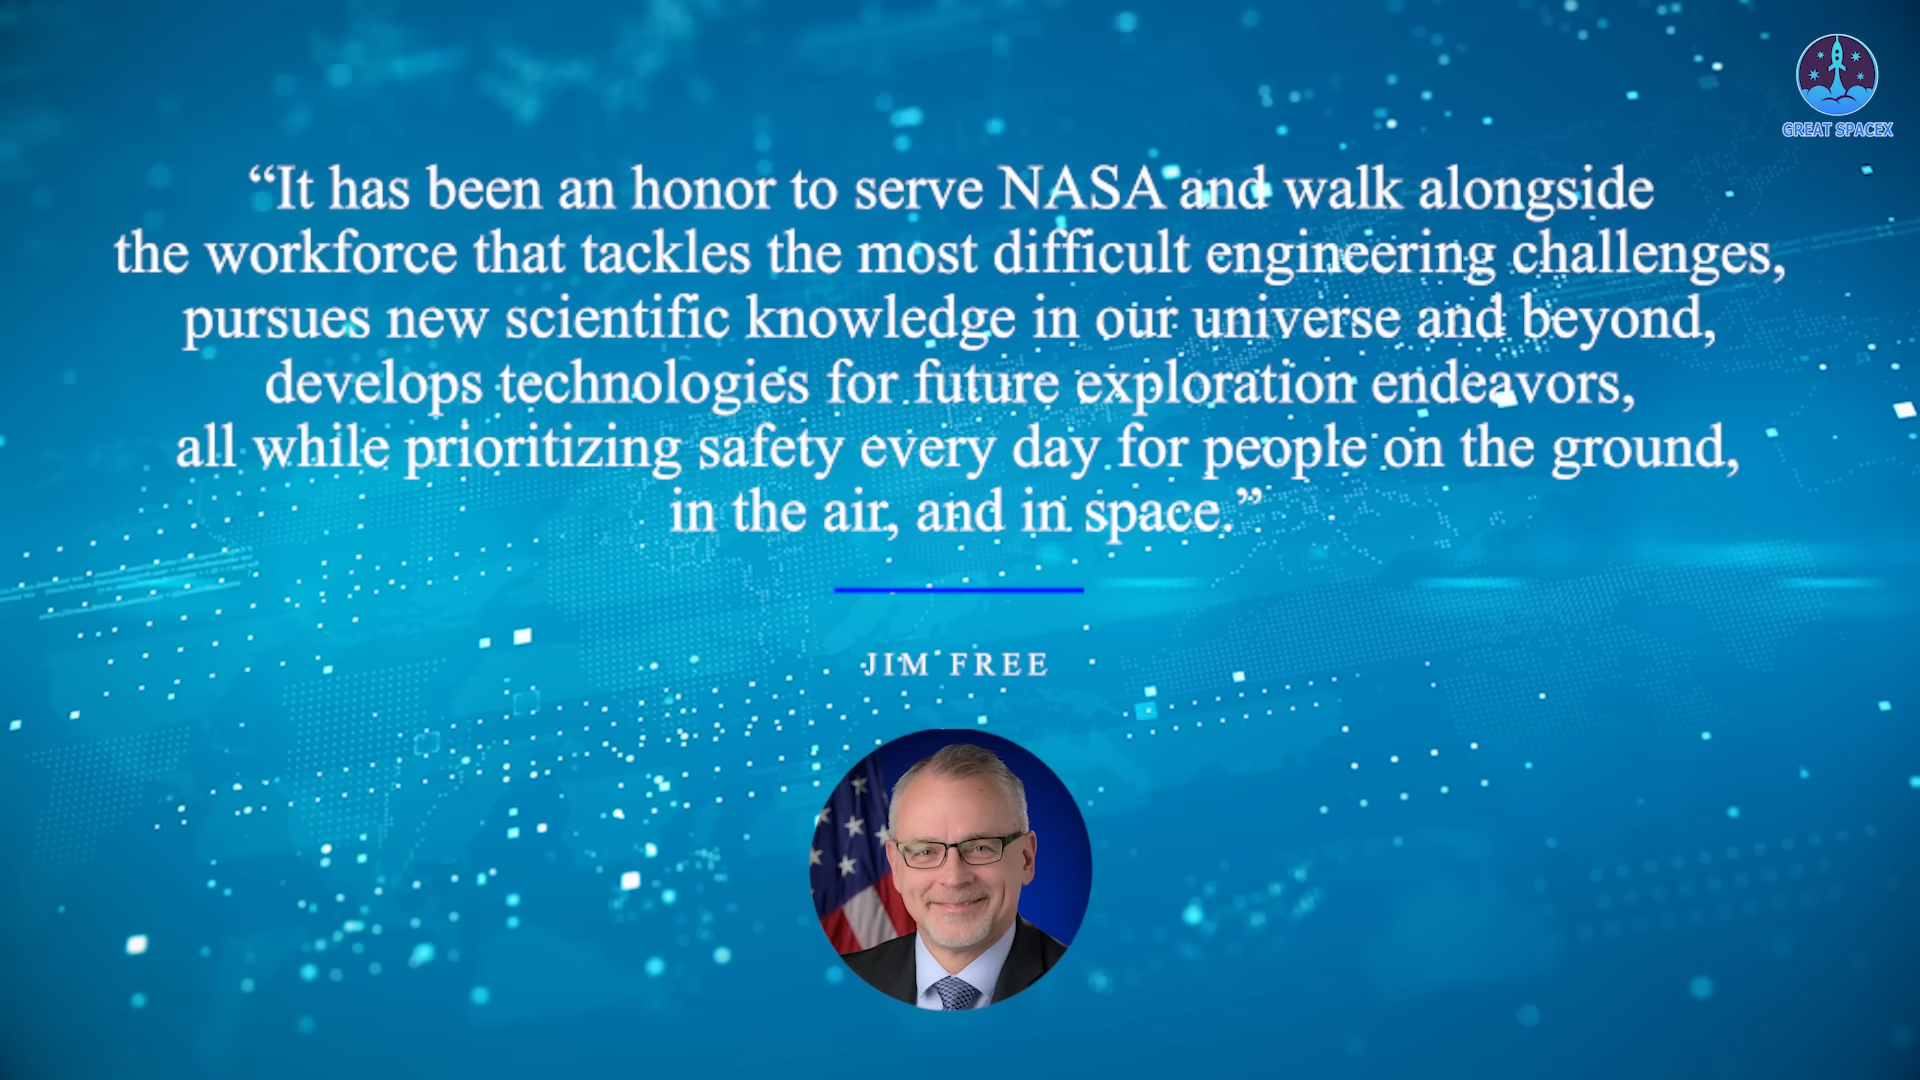 GREAT SPACEX
“It has been an honor to serve NASA and walk alongside
the workforce that tackles the most difficult engineering challenges,
pursues new scientific knowledge in our universe and beyond,
develops technologies for future exploration endeavors,
all while prioritizing safety every day for people on the ground,
in the air, and in space.”
JIM FREE